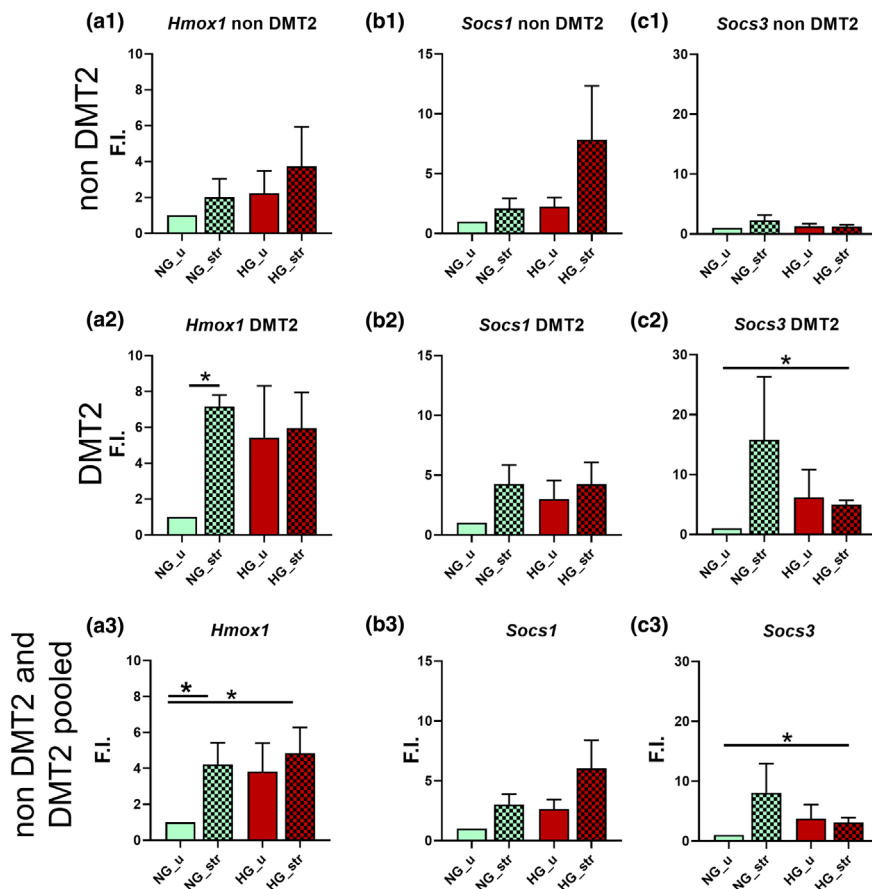 (a1) Hmox1 non DMT2
(b1) Socs1 non DMT2
(c1) Socs3 non DMT2
non DMT2
F.I.
10
8
6
4
2
0
NG_u
NG_str
HG_u
HG_str
15
10
5
0
NG_u
NG_str
HG_u
HG_str
30
20
10
0
NG_u
NG_str
HG_u
HG_str
(a2) Hmox1 DMT2
(b2) Socs1 DMT2
(c2) Socs3 DMT2
DMT2
F.I.
10
8
6
4
2
0
*
NG_u
NG_str
HG_u
HG_str
15
10
5
0
NG_u
NG_str
HG_u
HG_str
30
20
10
0
*
NG_u
NG_str
HG_u
HG_str
(a3) Hmox1
(b3) Socs1
(c3) Socs3
non DMT2 and
DMT2 pooled
F.I.
10
8
6
4
2
0
*
*
NG_u
NG_str
HG_u
HG_str
F.I.
15
10
5
0
NG_u
NG_str
HG_u
HG_str
F.I.
30
20
10
0
*
NG_u
NG_str
HG_u
HG_str